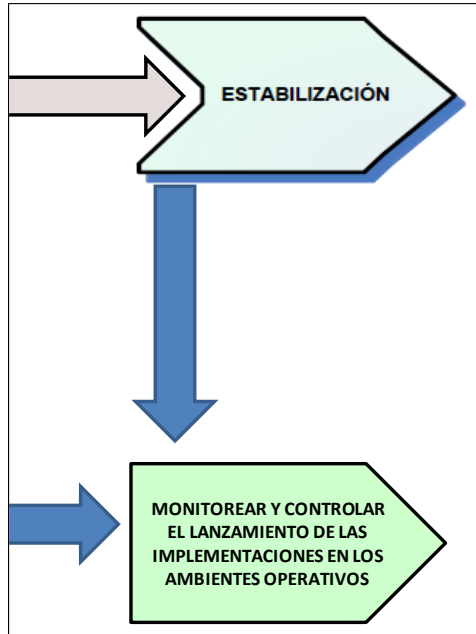 ESTABILIZACIÓN
MONITOREAR Y CONTROLAR
EL LANZAMIENTO DE LAS
IMPLEMENTACIONES EN LOS
AMBIENTES OPERATIVOS